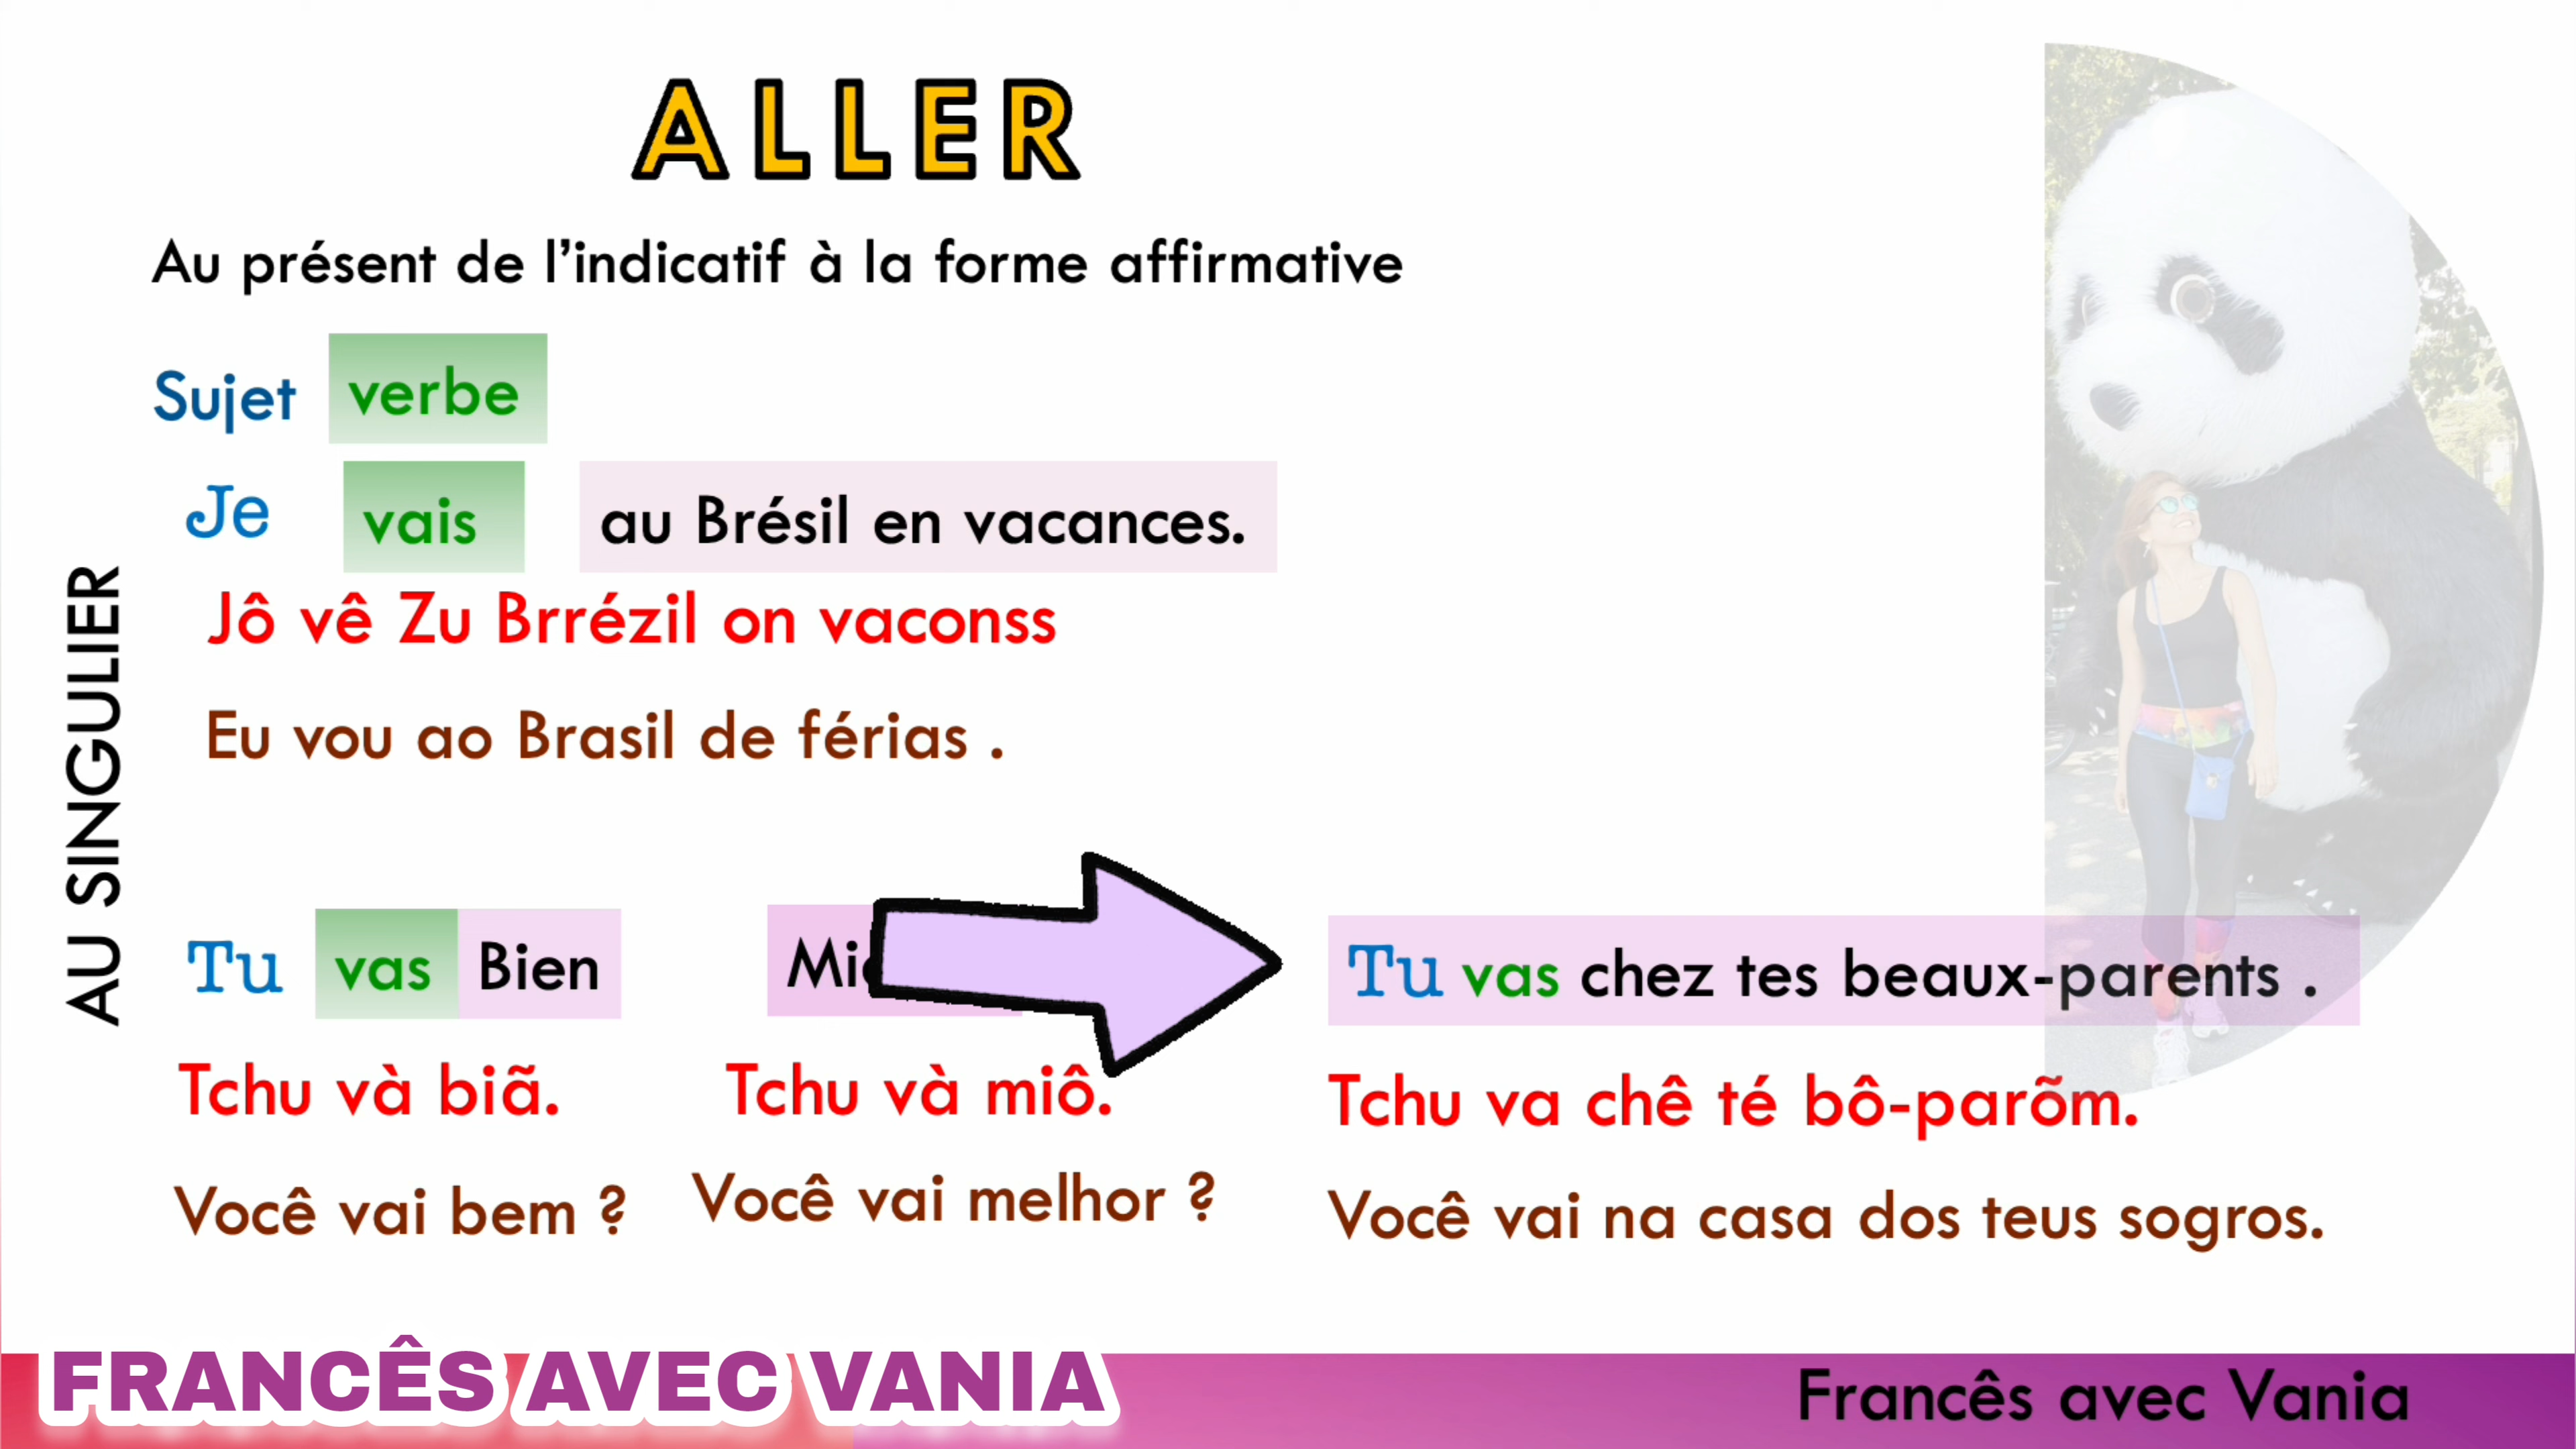 ALLER
Au présent de l'indicatif à la forme affirmative
Sujet verbe
Je vais au Brésil en vacances.
Jô vê Zu Brrézil on vaconss
Eu vou ao Brasil de férias .
AU SINGULIER
Tu vas Bien
Tu vas chez tes beaux-parents .
Tchu và biã. Tchu và miô. Tchu va chê té bô-parõm.
Você vai bem ? Você vai melhor ? Você vai na casa dos teus sogros.
FRANCÊS AVEC VANIA
Francês avec Vania